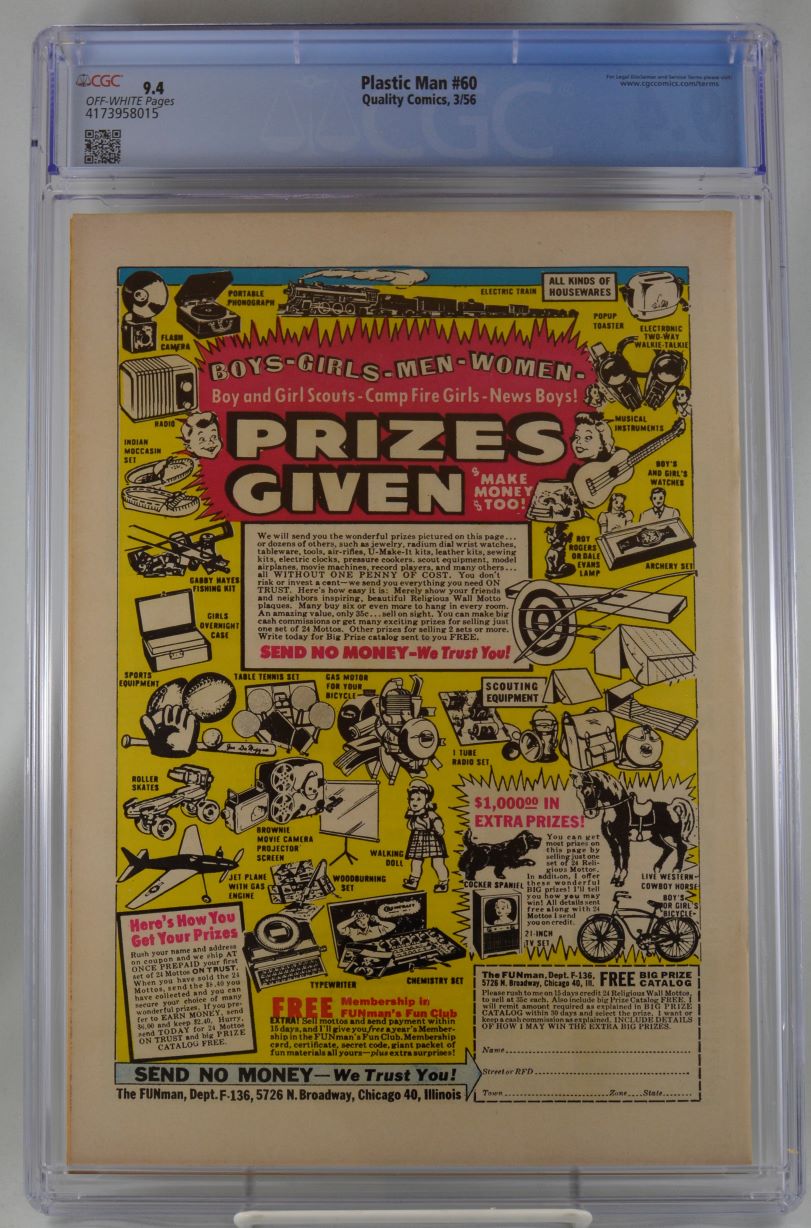 CGC
9.4
OFF-WHITE Pages
4173958015
Plastic Man #60
Quality Comics, 3/56
For Legal Disclaimer and Service Terms please visit:
www.cgccomics.com/terms
CGC
PORTABLE
PHONOGRAPH
ELECTRIC TRAIN
ALL KINDS OF
HOUSEWARES
POPUP
TOASTER
ELECTRONIC
TWO-WAY
WALKIE-TALKIE
FLASH
CAMERA
BOYS-GIRLS-MEN-WOMEN-
Boy and Girl Scouts-Camp Fire Girls-News Boys!
RADIO
MUSICAL
INSTRUMENTS
PRIZES
GIVEN
$MAKE
MONEY
$TOO!
INDIAN
MOCCASIN
SET
BOY'S
AND GIRL'S
WATCHES
ROY
ROGERS
OR DALE
EVANS
LAMP
ARCHERY SET
GABBY HAYES
FISHING KIT
We will send you the wonderful prizes pictured on this page...
or dozens of others, such as jewelry, radium dial wrist watches,
tableware, tools, air-rifles, U-Make-It kits, leather kits, sewing
kits, electric clocks, pressure cookers, scout equipment, model
airplanes, movie machines, record players, and many others...
all WITHOUT ONE PENNY OF COST. You don't
risk or invest a cent—we send you everything you need ON
TRUST. Here's how easy it is: Merely show your friends
and neighbors inspiring, beautiful Religious Wall Motto
plaques. Many buy six or even more to hang in every room.
An amazing value, only 35c...sell on sight. You can make big
cash commissions or get many exciting prizes for selling just
one set of 24 Mottos. Other prizes for selling 2 sets or more.
Write today for Big Prize catalog sent to you FREE.
SEND NO MONEY-We Trust You!
GIRLS
OVERNIGHT
CASE
SPORTS
EQUIPMENT
TABLE TENNIS SET
GAS MOTOR
FOR YOUR
BICYCLE
SCOUTING
EQUIPMENT
1 TUBE
RADIO SET
ROLLER
SKATES
BROWNIE
MOVIE CAMERA
PROJECTOR
SCREEN
WALKING
DOLL
$1,000⁰⁰ IN
EXTRA PRIZES!
You can get
most prizes on
this page by
selling just one
set of 24 Reli-
gious Mottos.
In addition, I offer
these wonderful
BIG prizes! I'll tell
you how you may
win! All details sent
free along with 24
Mottos I send
you on credit.
COCKER SPANIEL
LIVE WESTERN
COWBOY HORSE
BOY'S
OR GIRL'S
BICYCLE
21-INCH
TV SET
JET PLANE
WITH GAS
ENGINE
WOODBURNING
SET
TYPEWRITER
CHEMISTRY SET
Here's How You
Get Your Prizes
Rush your name and address
on coupon and we ship AT
ONCE PREPAID your first
set of 24 Mottos ON TRUST.
When you have sold the 24
Mottos, send the $8.40 you
have collected and you can
secure your choice of many
wonderful prizes. If you pre-
fer to EARN MONEY, send
$6.00 and keep $2.40. Hurry,
send TODAY for 24 Mottos
ON TRUST and big PRIZE
CATALOG FREE.
FREE Membership in
FUNman's Fun Club
EXTRA! Sell mottos and send payment within
15 days, and I'll give you free a year's Member-
ship in the FUNman's Fun Club. Membership
card, certificate, secret code, giant packet of
fun materials all yours—plus extra surprises!
SEND NO MONEY—We Trust You!
The FUNman, Dept. F-136, 5726 N. Broadway, Chicago 40, Illinois
The FUNman, Dept. F-136,
5726 N. Broadway, Chicago 40, Ill.
FREE BIG PRIZE
CATALOG
Please rush to me on 15 days credit 24 Religious Wall Mottos,
to sell at 35c each. Also include big Prize Catalog FREE. I
will remit amount required as explained in BIG PRIZE
CATALOG within 30 days and select the prize I want or
keep a cash commission as explained. INCLUDE DETAILS
OF HOW I MAY WIN THE EXTRA BIG PRIZES.
Name
Street or RFD
Town Zone State